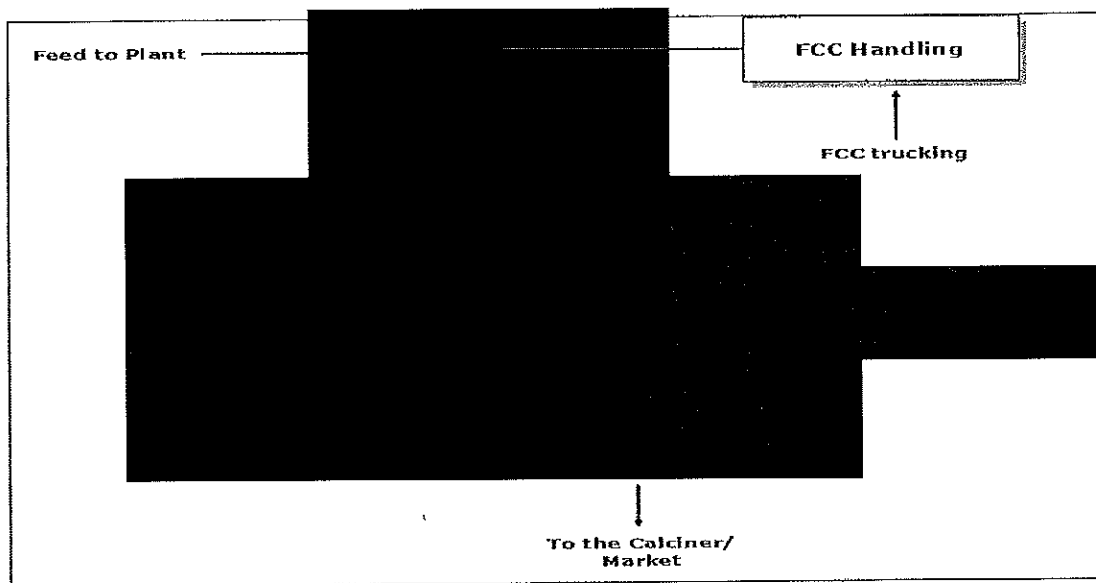 Feed to Plant
FCC Handling
FCC trucking
To the Calciner/
Market